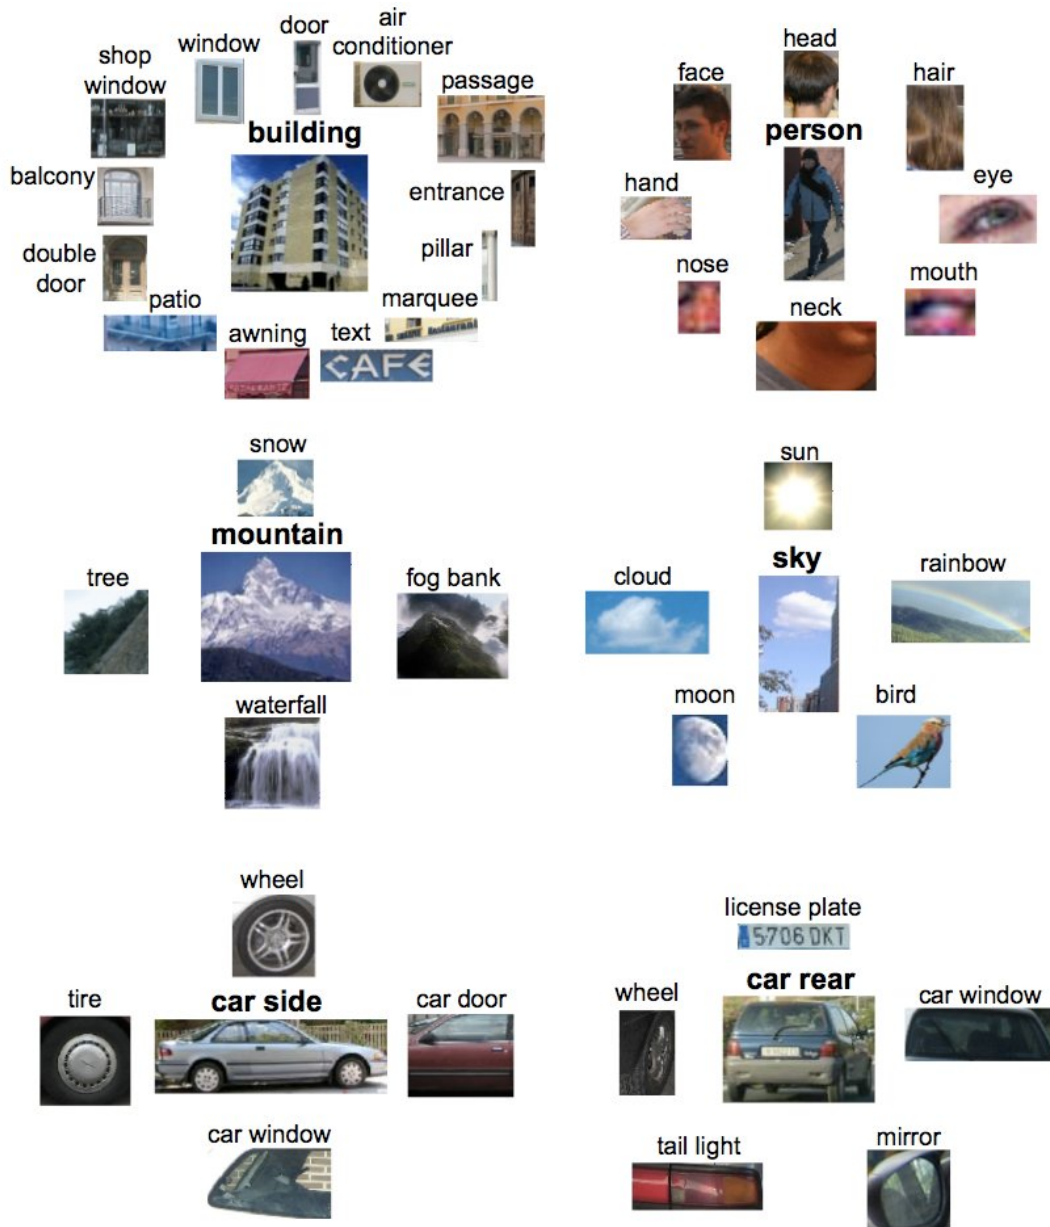 door
air
conditioner
window
shop
window
passage
building
balcony
entrance
double
door
pillar
patio
marquee
Restaurant
awning
text
CAFE
head
face
hair
person
hand
eye
nose
mouth
neck
snow
mountain
tree
fog bank
waterfall
sun
sky
cloud
rainbow
moon
bird
wheel
tire
car side
car door
car window
license plate
5706 DKT
car rear
wheel
car window
tail light
mirror